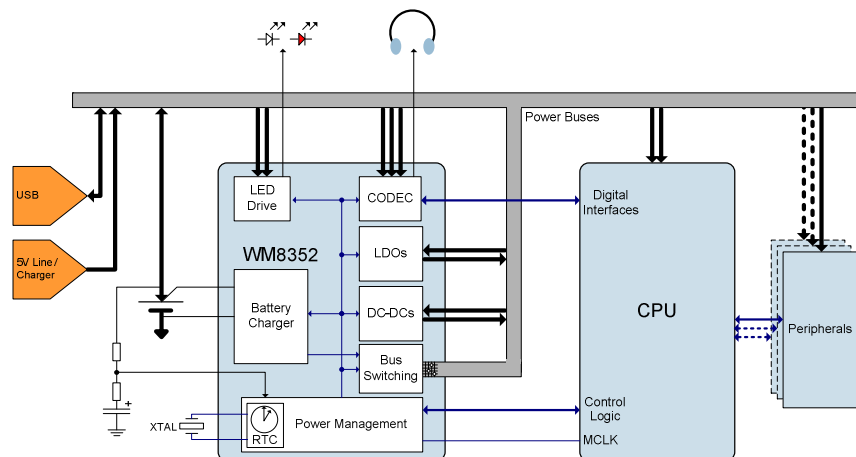 Power Buses
USB
5V Line /
Charger
LED
Drive
CODEC
Digital
Interfaces
WM8352
LDOs
Battery
Charger
DC-DCs
CPU
Peripherals
Bus
Switching
XTAL
RTC
Power Management
Control
Logic
MCLK
+